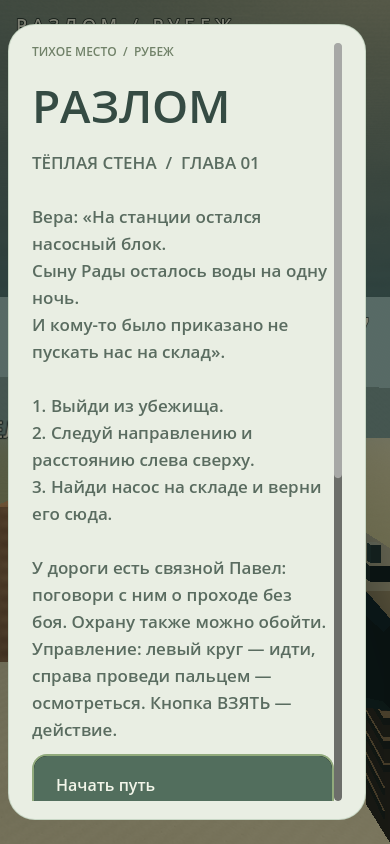 РАЗЛОМ / РУБЕЖ
ТИХОЕ МЕСТО / РУБЕЖ
РАЗЛОМ
ТЁПЛАЯ СТЕНА / ГЛАВА 01
Вера: «На станции остался
насосный блок.
Сыну Рады осталось воды на одну
ночь.
И кому-то было приказано не
пускать нас на склад».
1. Выйди из убежища.
2. Следуй направлению и
расстоянию слева сверху.
3. Найди насос на складе и верни
его сюда.
У дороги есть связной Павел:
поговори с ним о проходе без
боя. Охрану также можно обойти.
Управление: левый круг — идти,
справа проведи пальцем —
осмотреться. Кнопка ВЗЯТЬ —
действие.
Начать путь